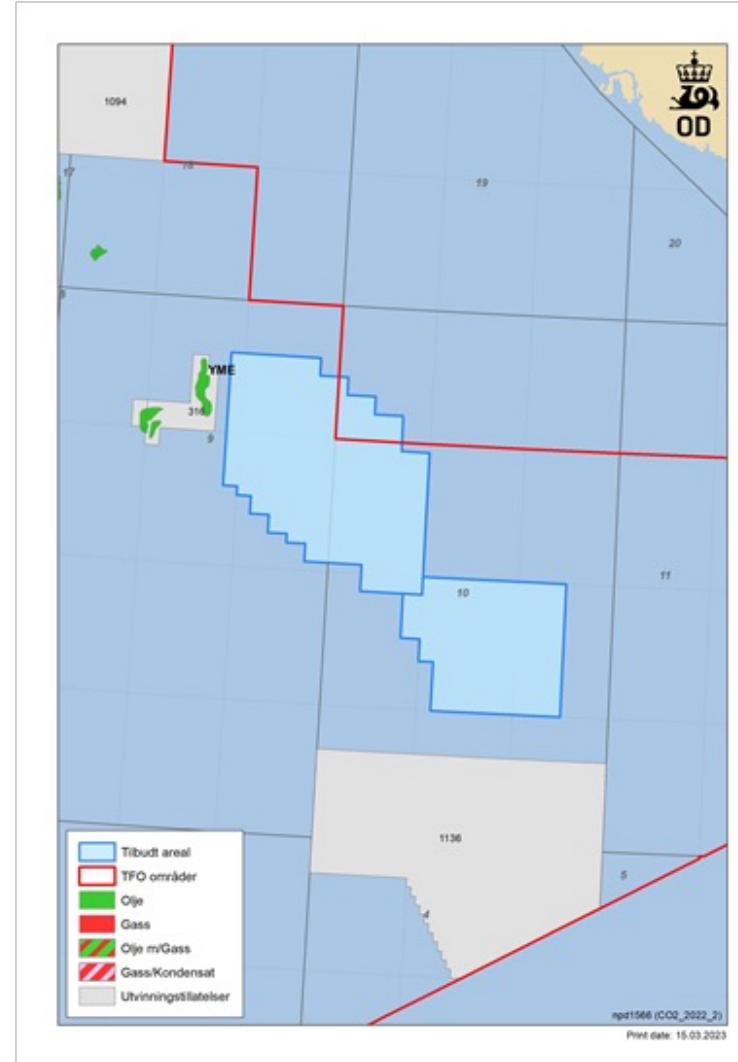 OD
1094
17
18
19
20
8
YME
316
9
10
11
1136
5
4
Tilbudt areal
TFO områder
Olje
Gass
Olje m/Gass
Gass/Kondensat
Utvinningstillatelser
npd1566 (CO2_2022_2)
Print date: 15.03.2023